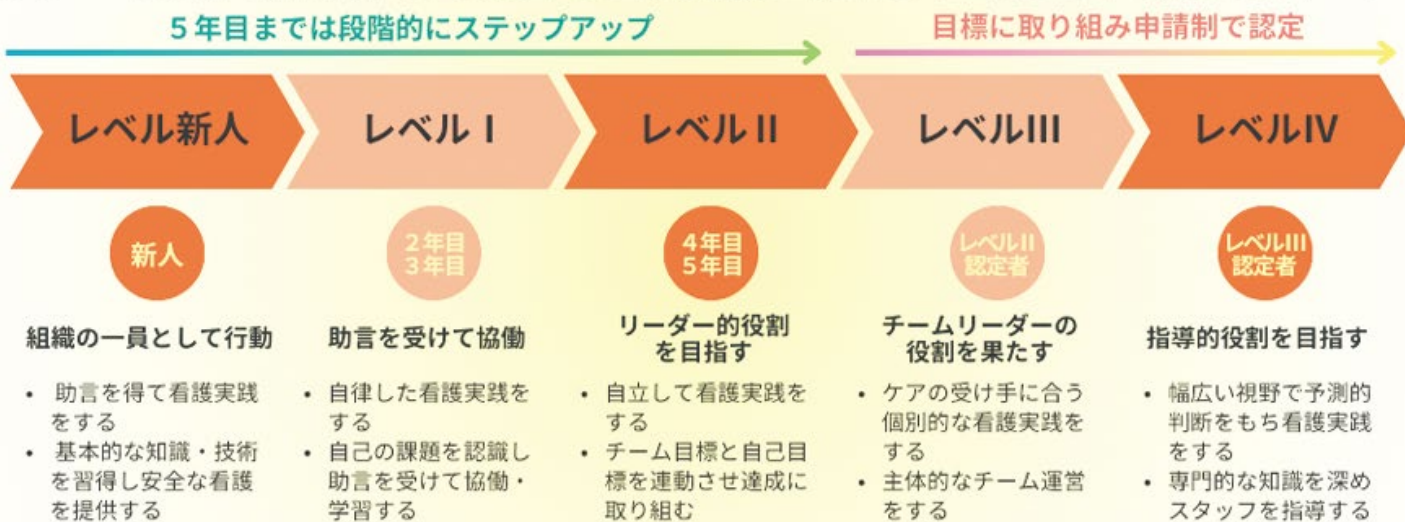 5年目までは段階的にステップアップ
目標に取り組み申請制で認定
レベル新人
レベルⅠ
レベルⅡ
レベルⅢ
レベルⅣ
新人
2年目
3年目
4年目
5年目
レベルⅡ
認定者
レベルⅢ
認定者
組織の一員として行動
• 助言を得て看護実践
をする
• 基本的な知識・技術
を習得し安全な看護
を提供する
助言を受けて協働
• 自律した看護実践を
する
• 自己の課題を認識し
助言を受けて協働・
学習する
リーダー的役割
を目指す
• 自立して看護実践を
する
• チーム目標と自己目
標を連動させ達成に
取り組む
チームリーダーの
役割を果たす
• ケアの受け手に合う
個別的な看護実践を
する
• 主体的なチーム運営
をする
指導的役割を目指す
• 幅広い視野で予測的
判断をもち看護実践
をする
• 専門的な知識を深め
スタッフを指導する